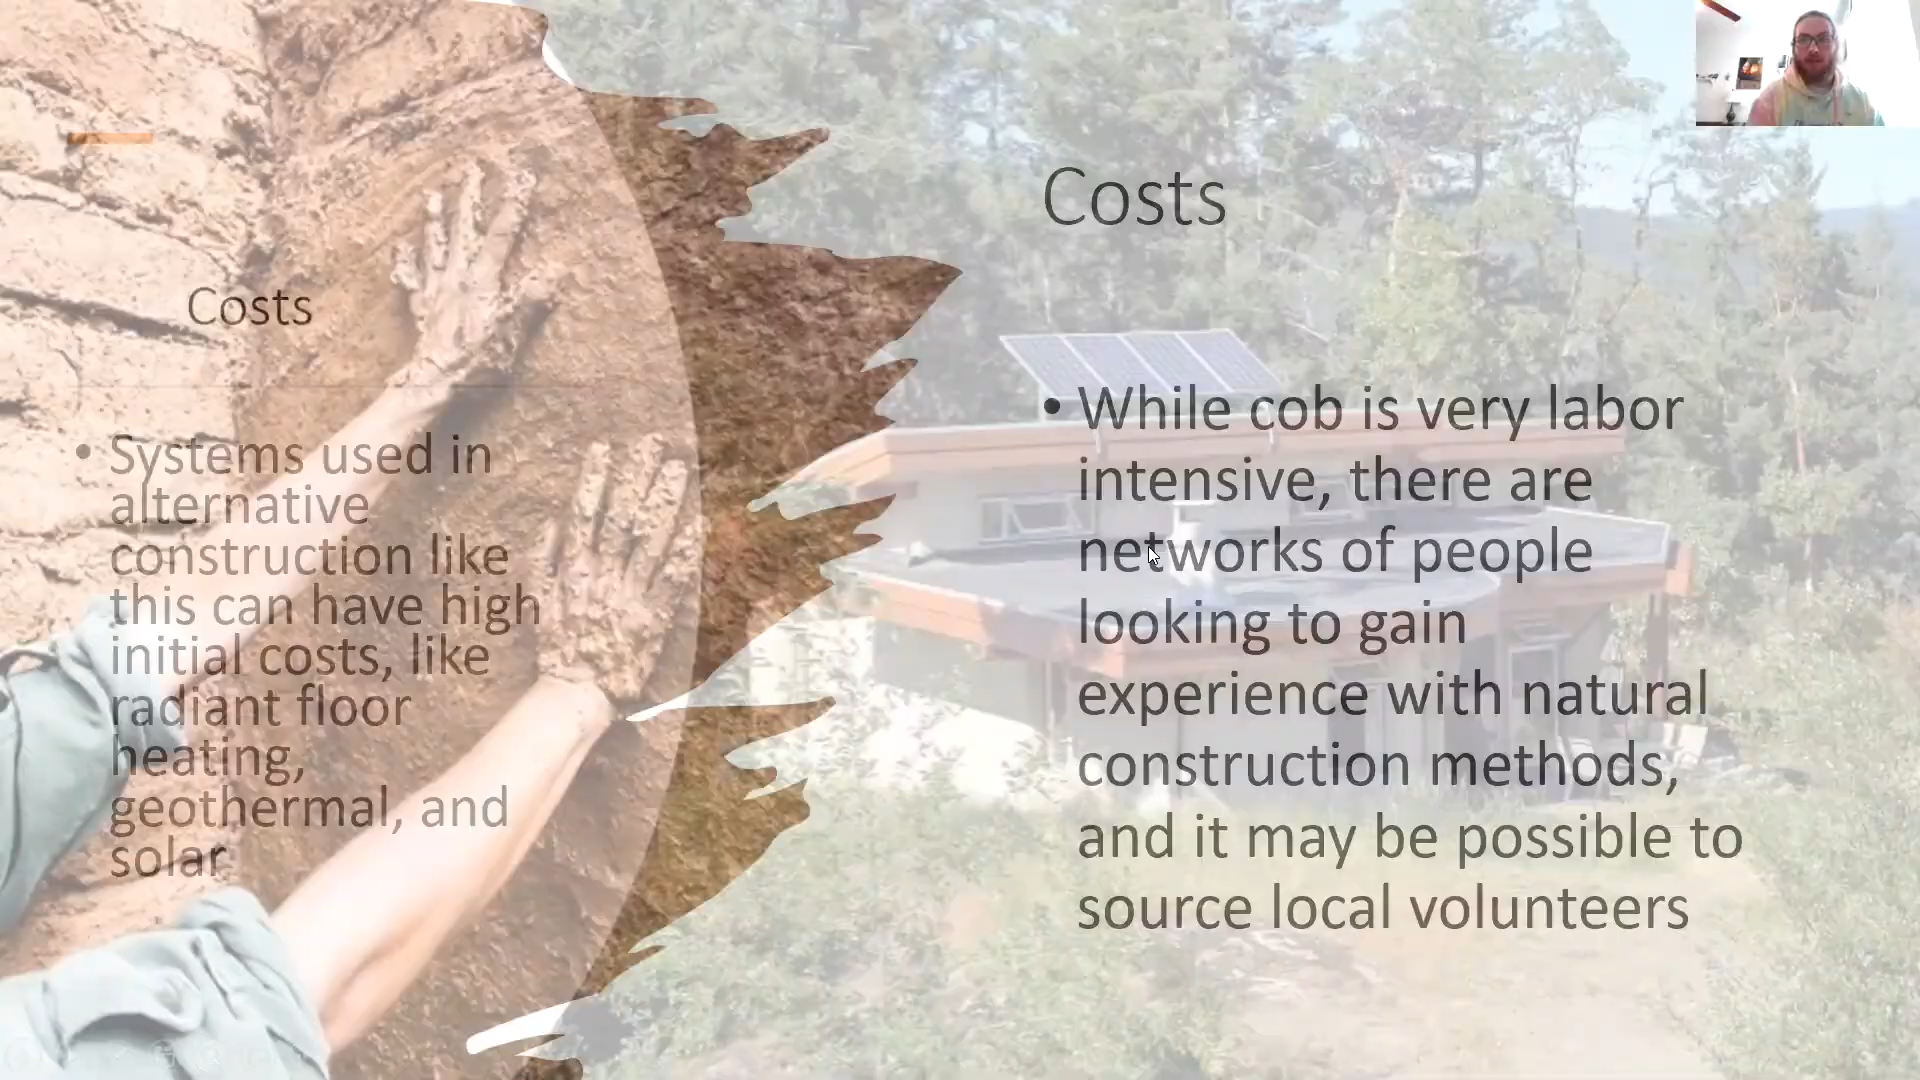 Costs
• Systems used in
alternative
construction like
this can have high
initial costs, like
radiant floor
heating,
geothermal, and
solar
Costs
• While cob is very labor
intensive, there are
networks of people
looking to gain
experience with natural
construction methods,
and it may be possible to
source local volunteers